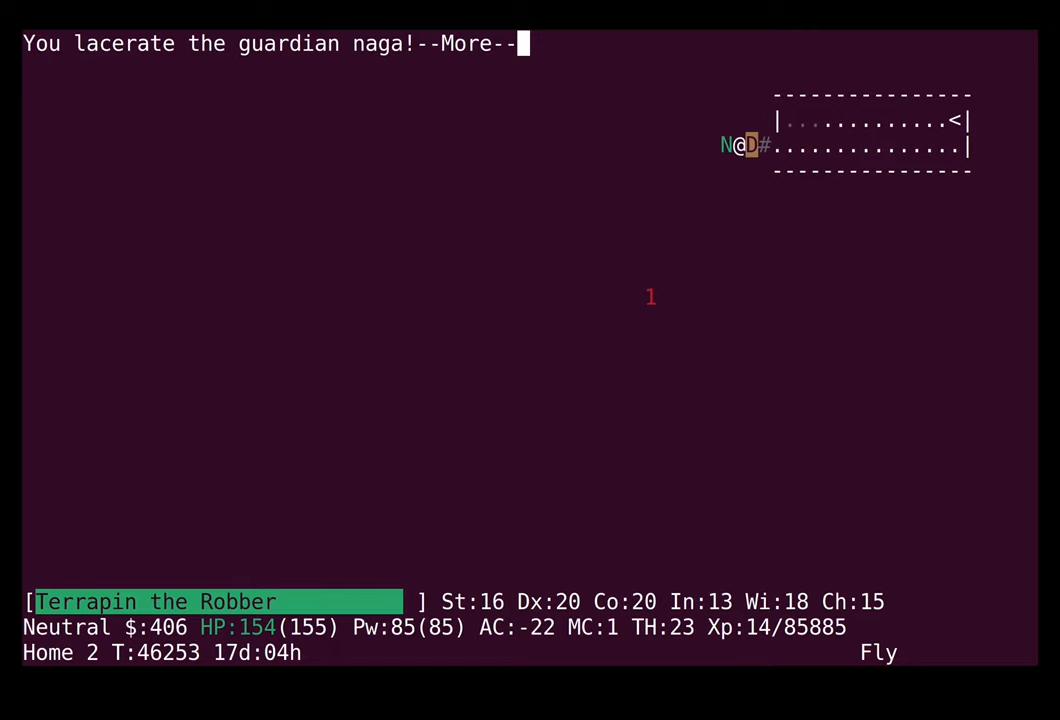 You lacerate the guardian naga!--More--
---------------
|..............<|
N@D#...............|
---------------
1
[Terrapin the Robber ] St:16 Dx:20 Co:20 In:13 Wi:18 Ch:15
Neutral $:406 HP:154(155) Pw:85(85) AC:-22 MC:1 TH:23 Xp:14/85885
Home 2 T:46253 17d:04h Fly